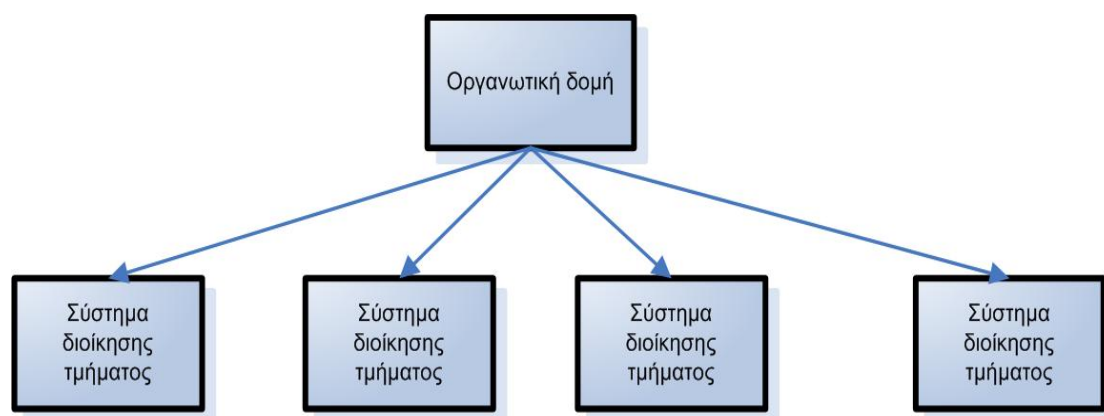 Οργανωτική δομή
Σύστημα
διοίκησης
τμήματος
Σύστημα
διοίκησης
τμήματος
Σύστημα
διοίκησης
τμήματος
Σύστημα
διοίκησης
τμήματος